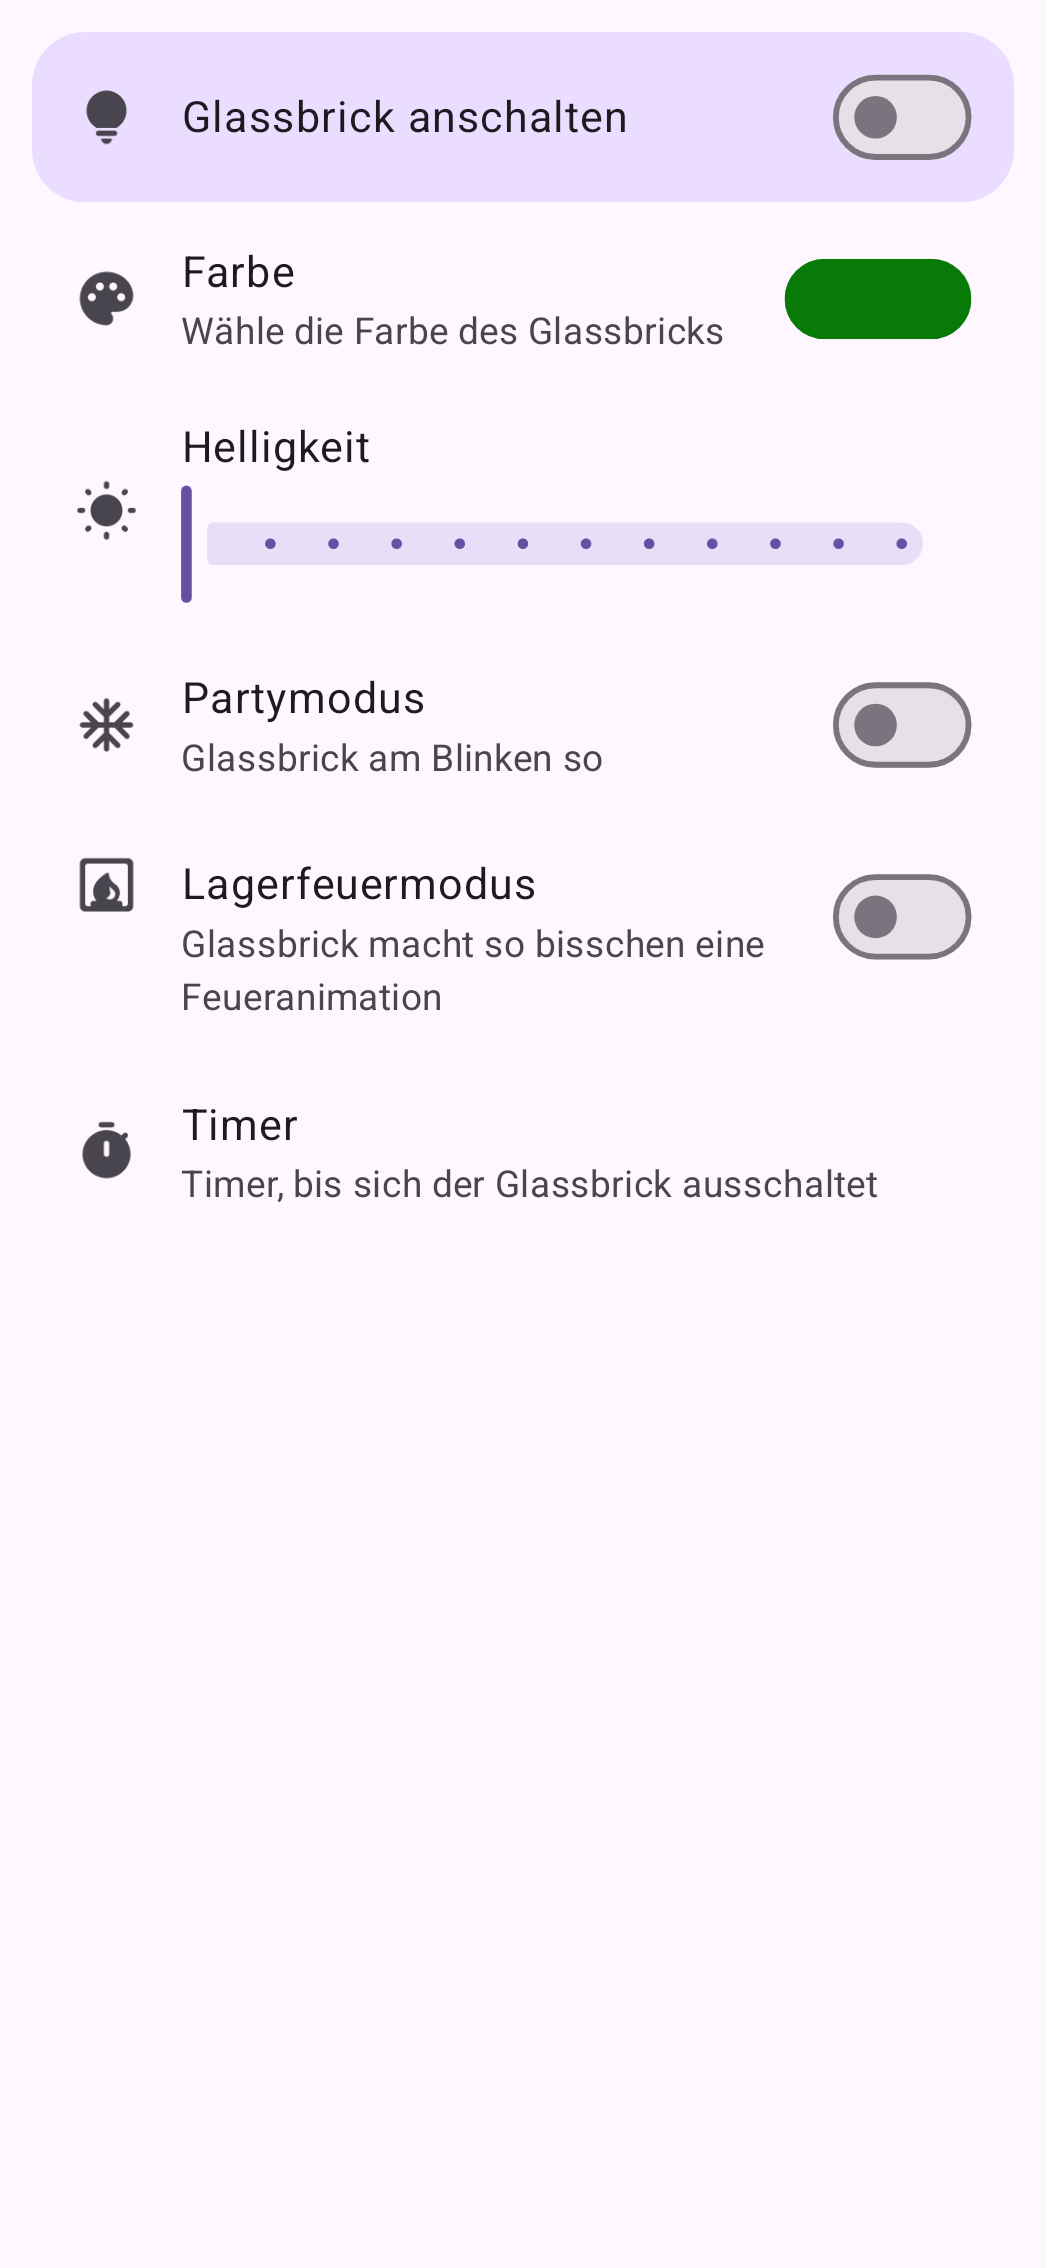 Glassbrick anschalten
Farbe
Wähle die Farbe des Glassbricks
Helligkeit
Partymodus
Glassbrick am Blinken so
Lagerfeuermodus
Glassbrick macht so bisschen eine
Feueranimation
Timer
Timer, bis sich der Glassbrick ausschaltet